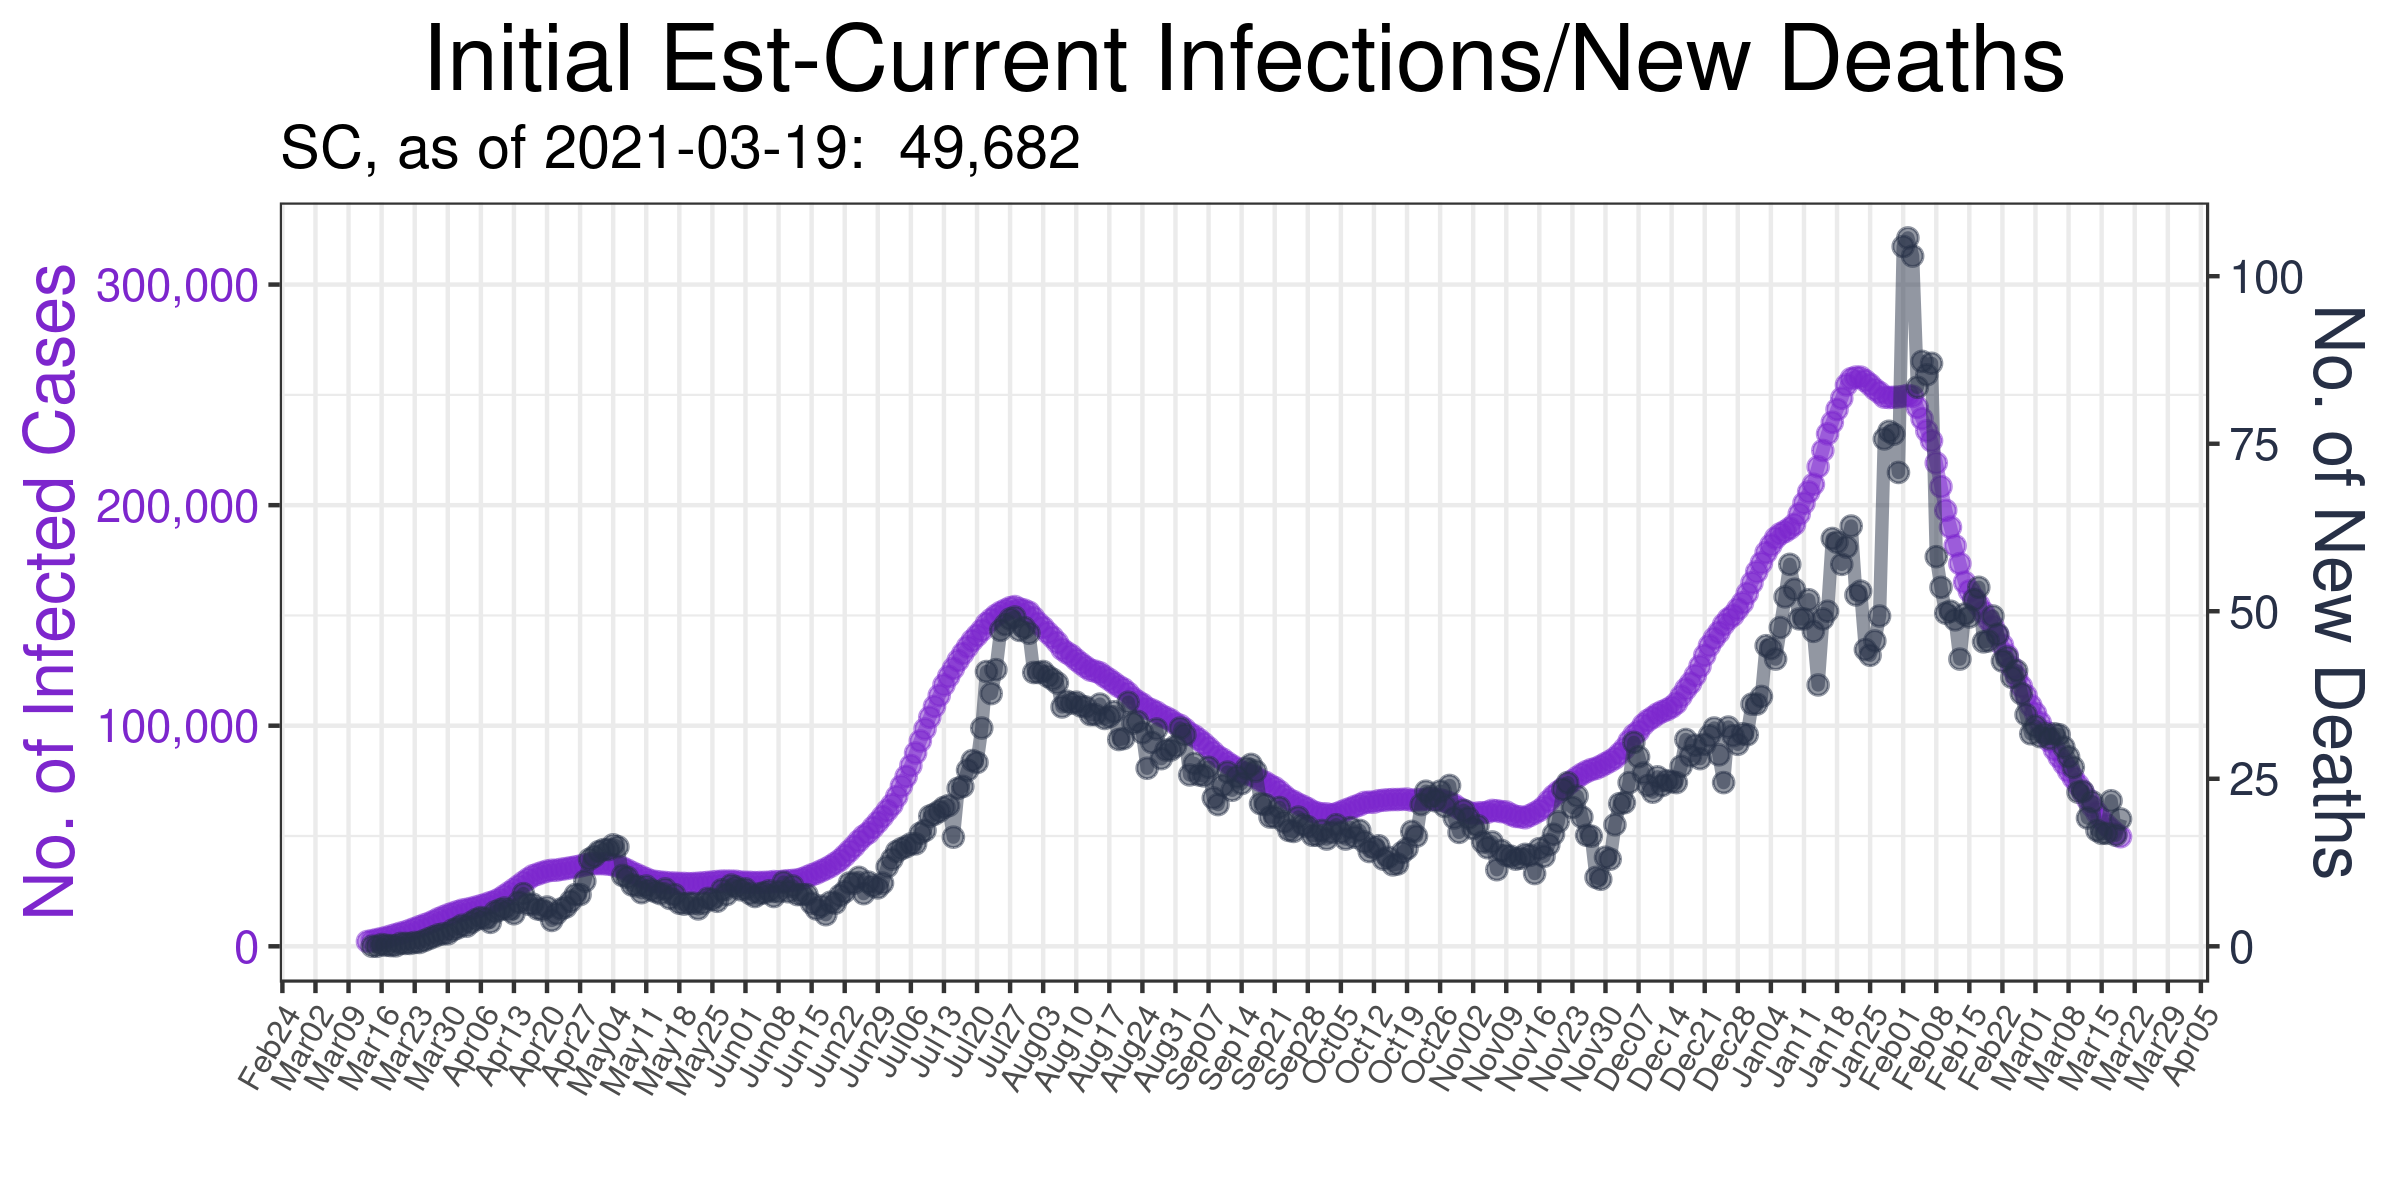 Initial Est-Current Infections/New Deaths
SC, as of 2021-03-19:  49,682
No. of Infected Cases
300,000
200,000
100,000
0
100
75
50
25
0
No. of New Deaths
Feb24
Mar02
Mar09
Mar16
Mar23
Mar30
Apr06
Apr13
Apr20
Apr27
May04
May11
May18
May25
Jun01
Jun08
Jun15
Jun22
Jun29
Jul06
Jul13
Jul20
Jul27
Aug03
Aug10
Aug17
Aug24
Aug31
Sep07
Sep14
Sep21
Sep28
Oct05
Oct12
Oct19
Oct26
Nov02
Nov09
Nov16
Nov23
Nov30
Dec07
Dec14
Dec21
Dec28
Jan04
Jan11
Jan18
Jan25
Feb01
Feb08
Feb15
Feb22
Mar01
Mar08
Mar15
Mar22
Mar29
Apr05